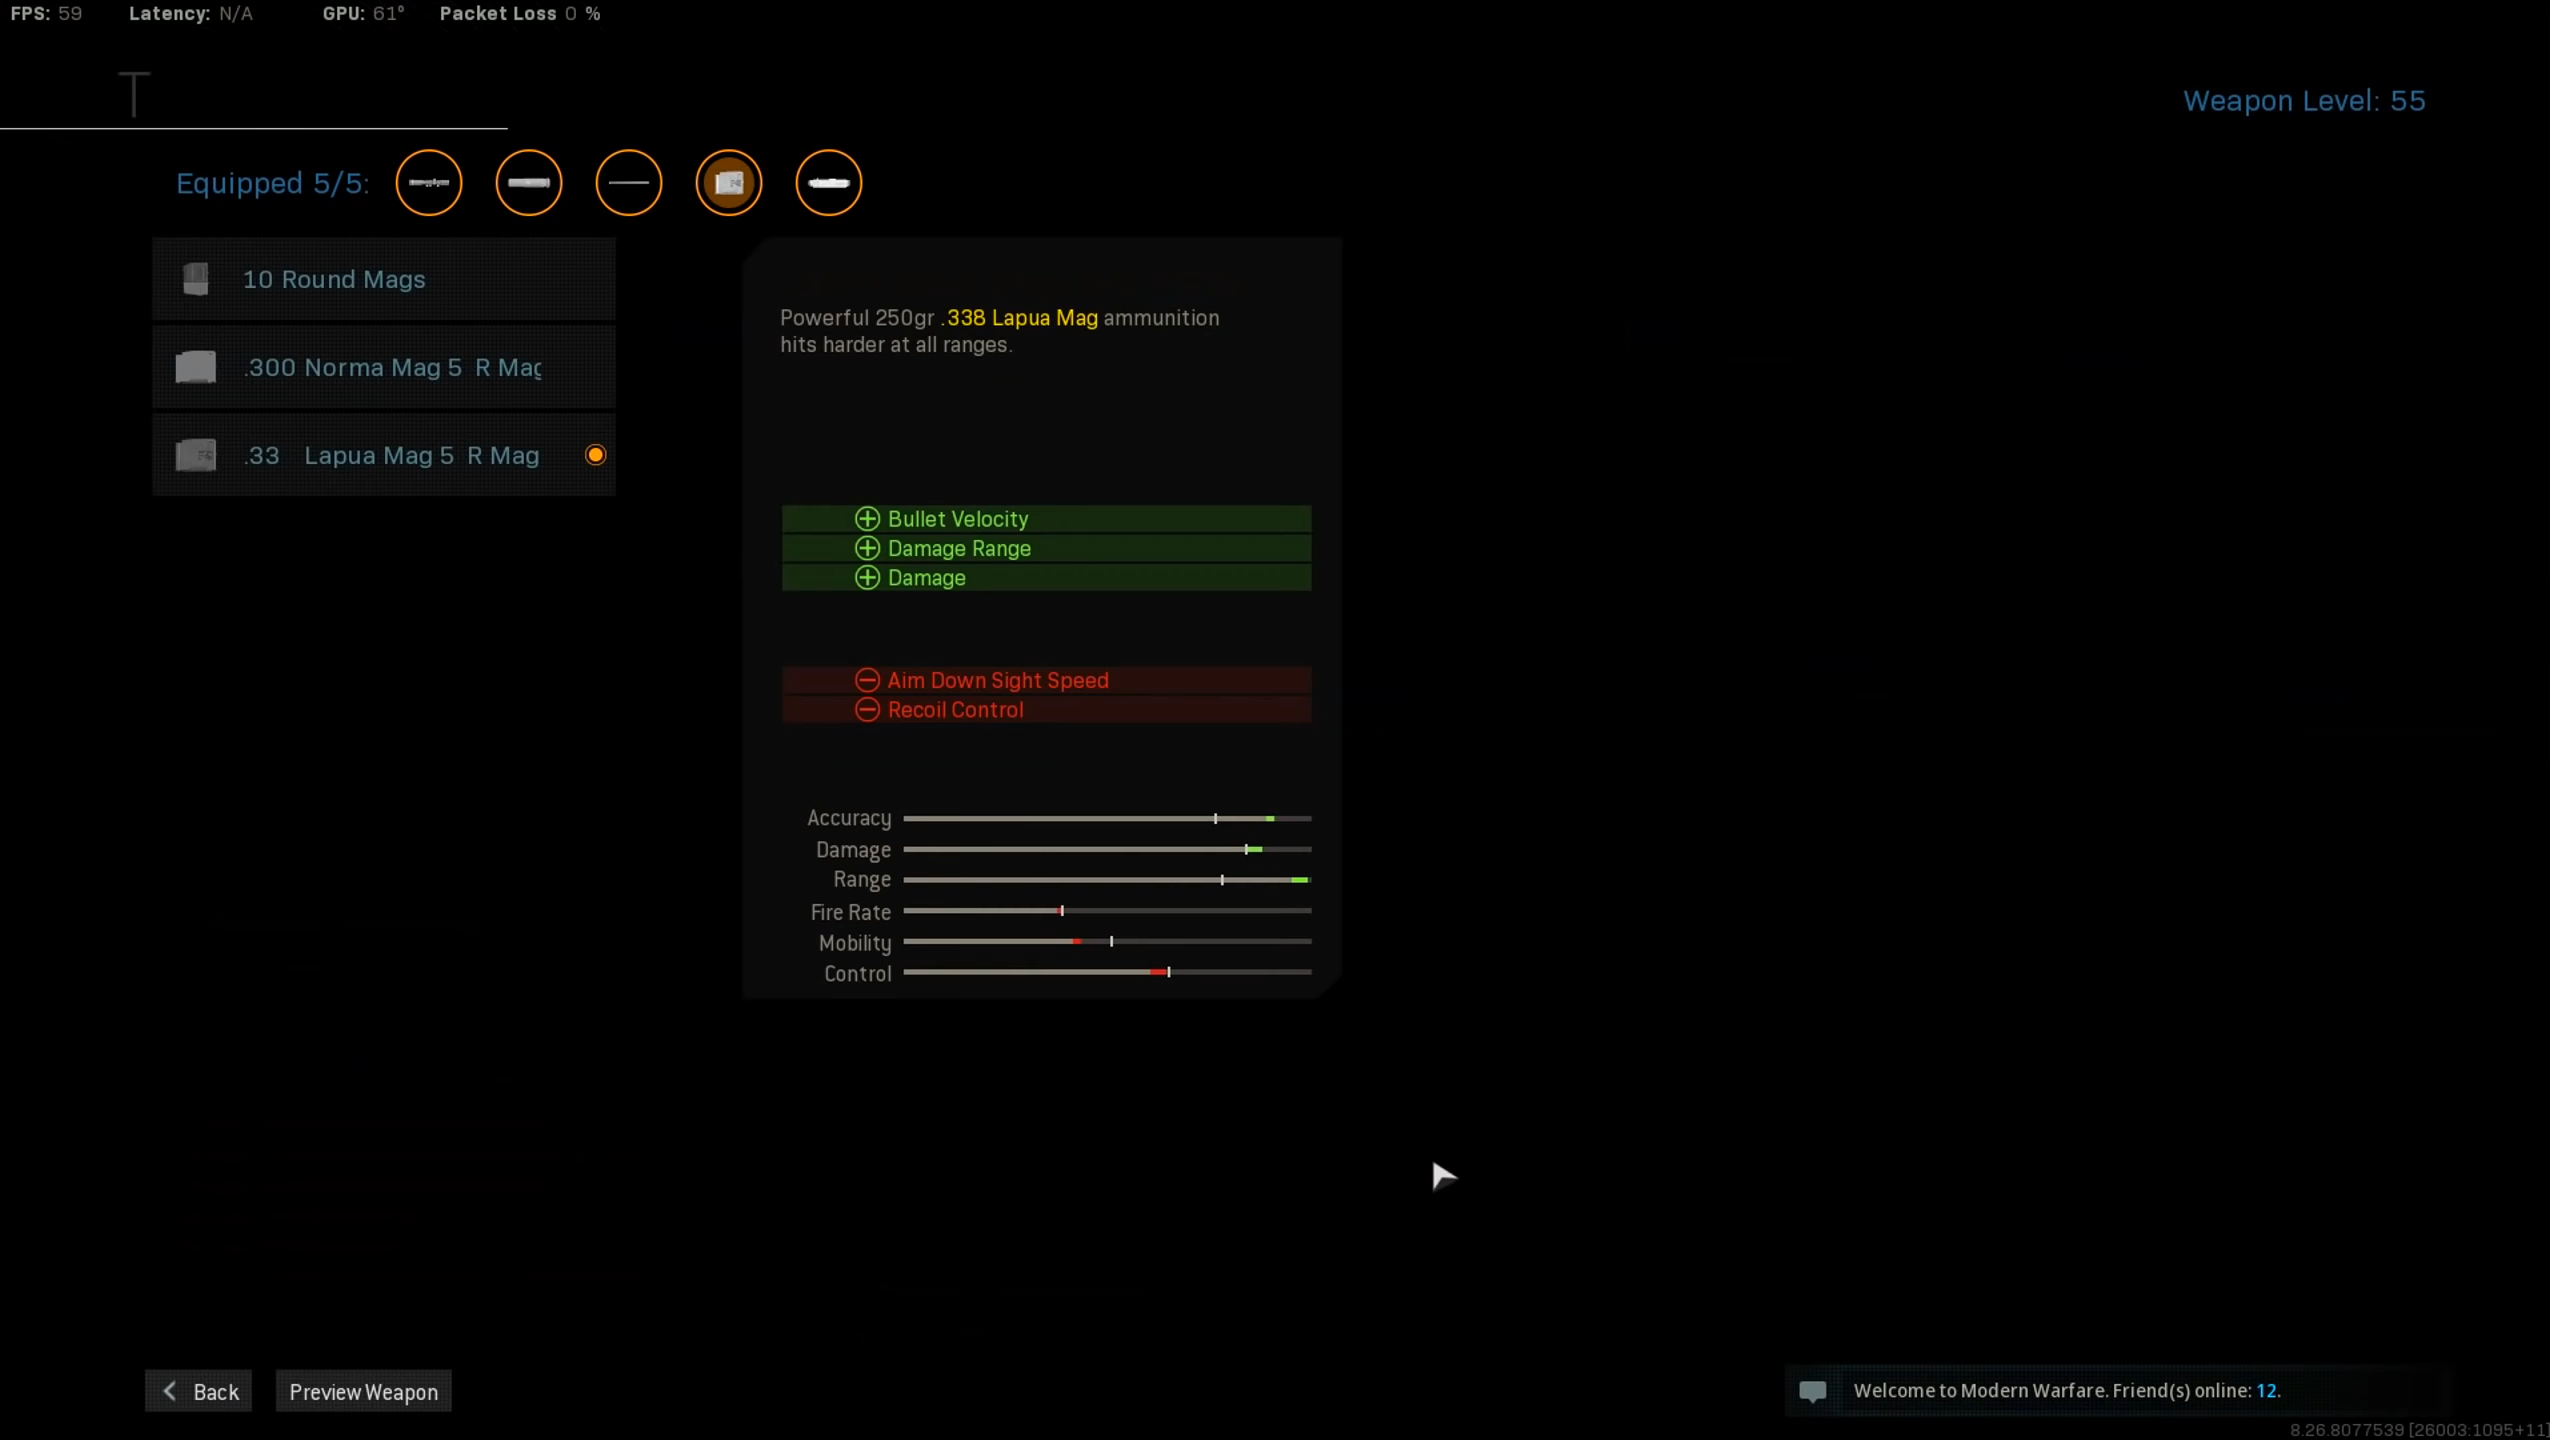 FPS: 59 Latency: N/A GPU: 61° Packet Loss 0 %
T
Weapon Level: 55
Equipped 5/5:
10 Round Mags
.300 Norma Mag 5 R Mag
.33 Lapua Mag 5 R Mag
Powerful 250gr .338 Lapua Mag ammunition
hits harder at all ranges.
Bullet Velocity
Damage Range
Damage
Aim Down Sight Speed
Recoil Control
Accuracy
Damage
Range
Fire Rate
Mobility
Control
Back
Preview Weapon
Welcome to Modern Warfare. Friend(s) online: 12.
8.26.8077539 [26003:1095+11]